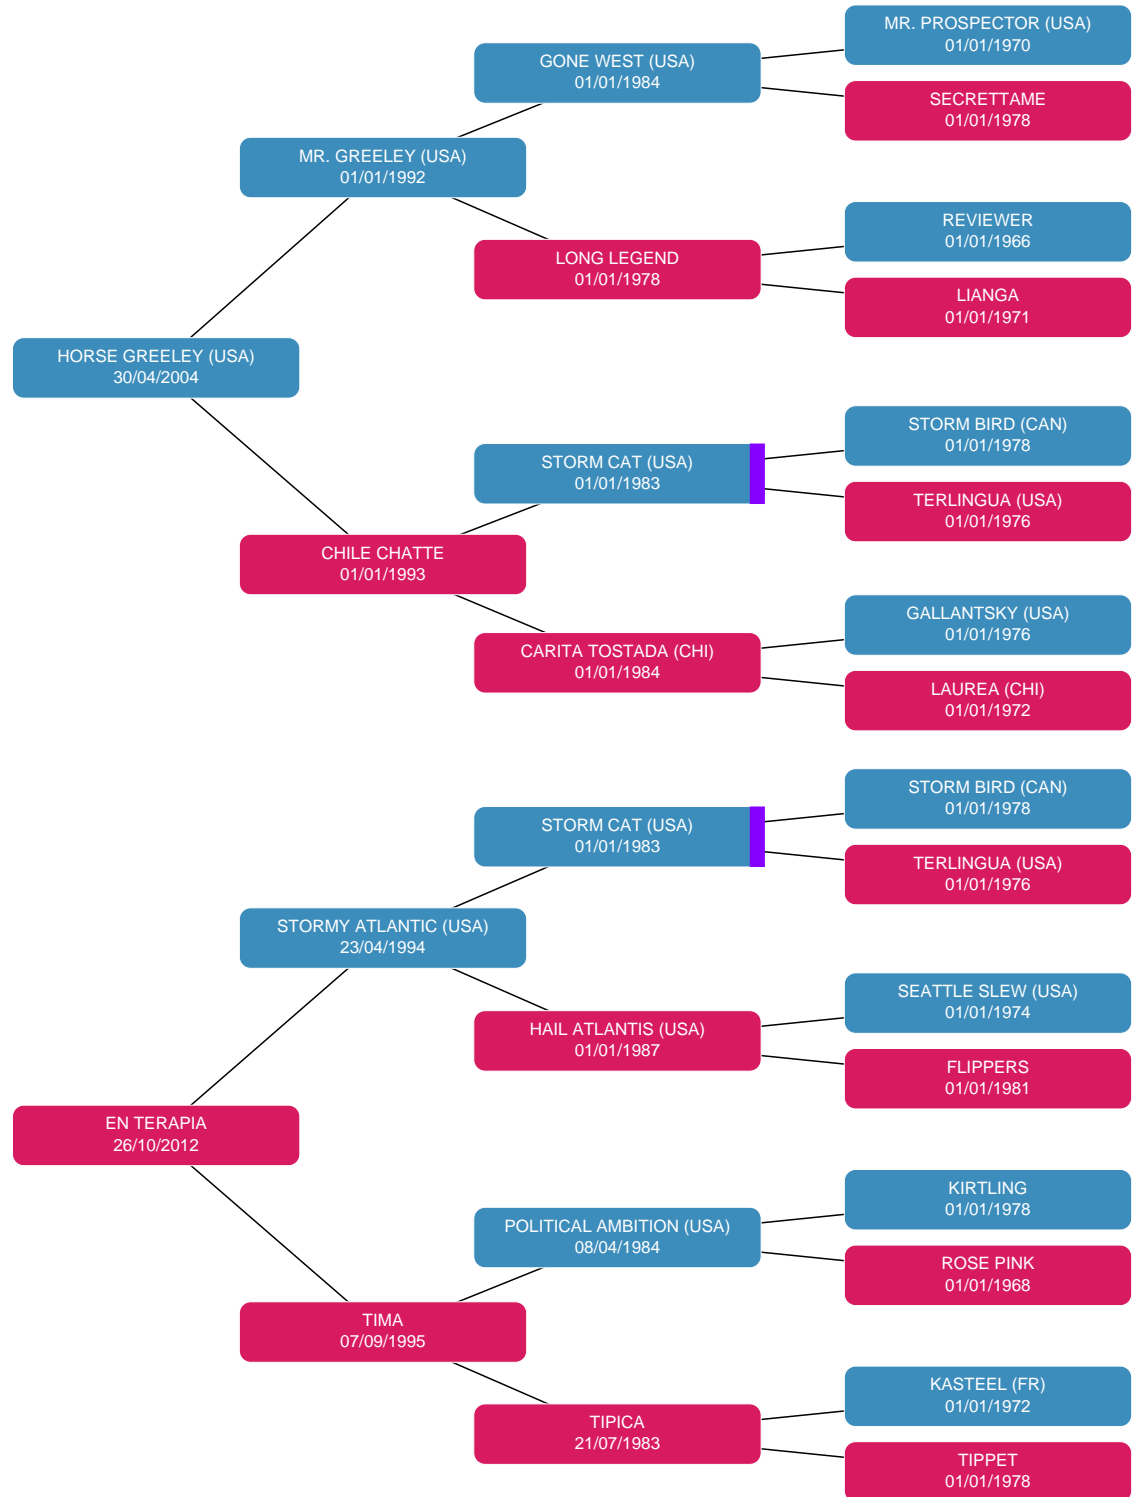 MR. PROSPECTOR (USA)
01/01/1970
GONE WEST (USA)
01/01/1984
SECRETTAME
01/01/1978
MR. GREELEY (USA)
01/01/1992
REVIEWER
01/01/1966
LONG LEGEND
01/01/1978
LIANGA
01/01/1971
HORSE GREELEY (USA)
30/04/2004
STORM BIRD (CAN)
01/01/1978
STORM CAT (USA)
01/01/1983
TERLINGUA (USA)
01/01/1976
CHILE CHATTE
01/01/1993
GALLANTSKY (USA)
01/01/1976
CARITA TOSTADA (CHI)
01/01/1984
LAUREA (CHI)
01/01/1972
STORM BIRD (CAN)
01/01/1978
STORM CAT (USA)
01/01/1983
TERLINGUA (USA)
01/01/1976
STORMY ATLANTIC (USA)
23/04/1994
SEATTLE SLEW (USA)
01/01/1974
HAIL ATLANTIS (USA)
01/01/1987
FLIPPERS
01/01/1981
EN TERAPIA
26/10/2012
KIRTLING
01/01/1978
POLITICAL AMBITION (USA)
08/04/1984
ROSE PINK
01/01/1968
TIMA
07/09/1995
KASTEEL (FR)
01/01/1972
TIPICA
21/07/1983
TIPPET
01/01/1978